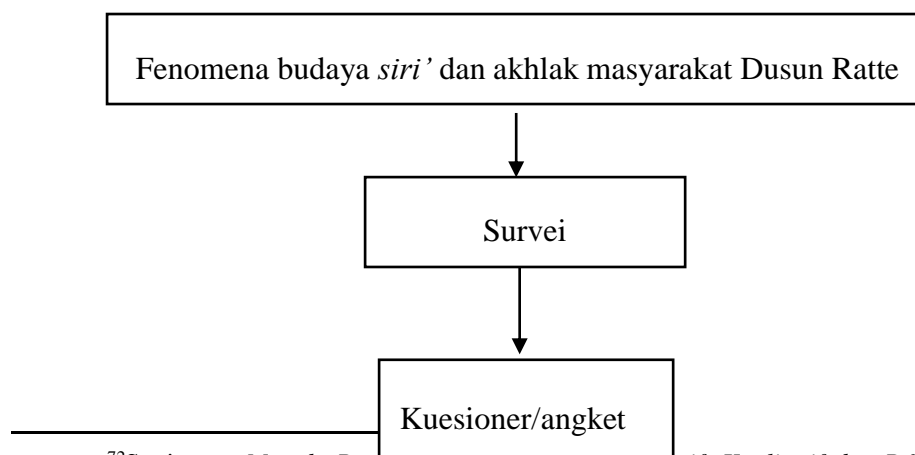 Fenomena budaya siri’ dan akhlak masyarakat Dusun Ratte
Survei
Kuesioner/angket